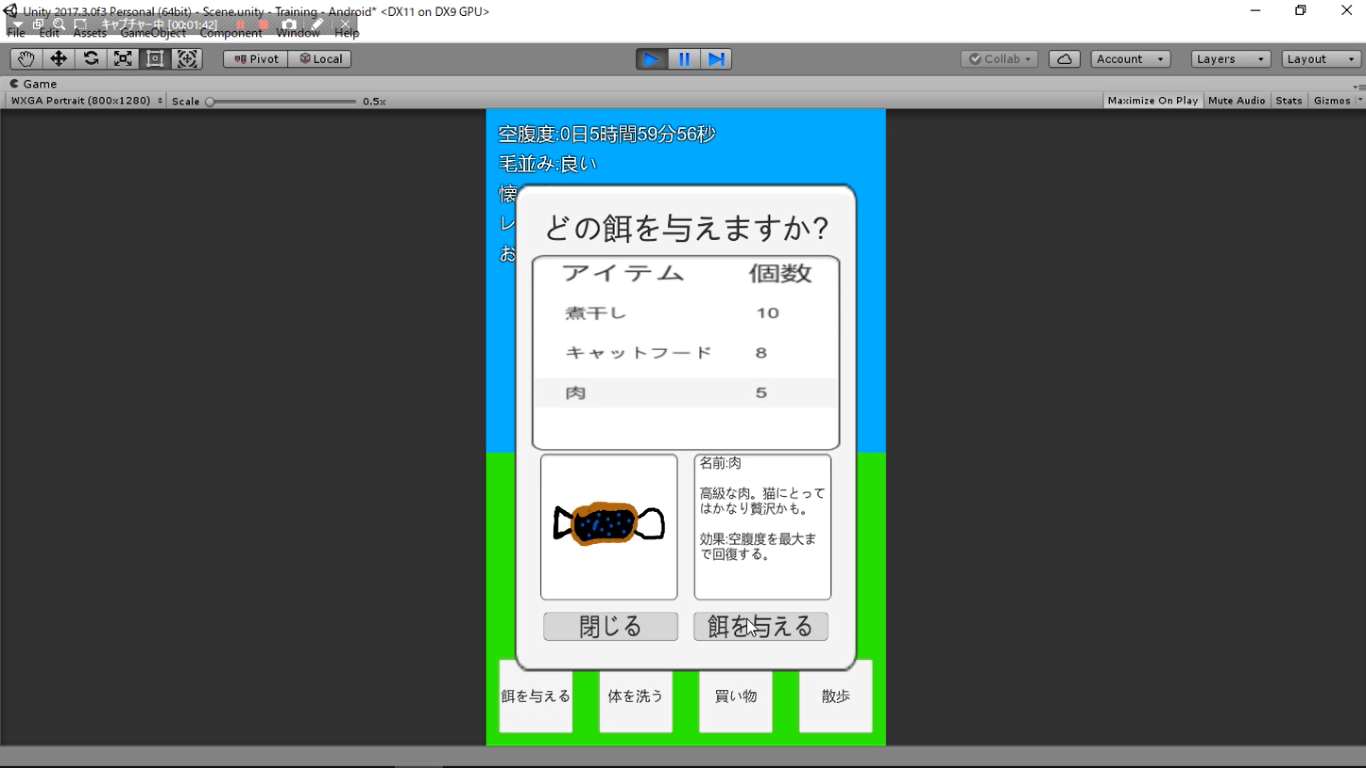 Unity 2017.3.0f3 Personal (64bit) - Scene.unity - Training - Android* <DX11 on DX9 GPU>
キャプチャー中 [00:01:42]
File Edit Assets GameObject Component Window Help
Pivot Local Collab Account Layers Layout
Game
WXGA Portrait (800x1280) Scale 0.5x Maximize On Play Mute Audio Stats Gizmos
空腹度:0日5時間59分56秒
毛並み:良い
懐
レ
お
どの餌を与えますか?
アイテム 個数
煮干し 10
キャットフード 8
肉 5
名前:肉
高級な肉。猫にとって
はかなり贅沢かも。
効果:空腹度を最大ま
で回復する。
閉じる 餌を与える
餌を与える 体を洗う 買い物 散歩